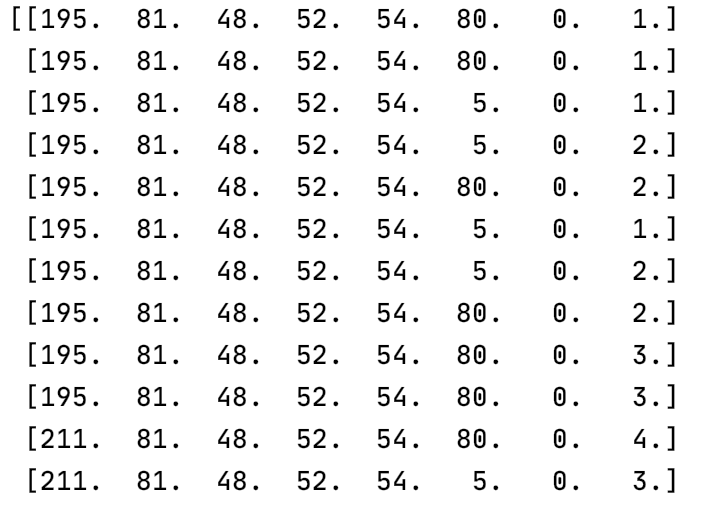 [[195. 81. 48. 52. 54. 80. 0. 1.]
[195. 81. 48. 52. 54. 80. 0. 1.]
[195. 81. 48. 52. 54. 5. 0. 1.]
[195. 81. 48. 52. 54. 5. 0. 2.]
[195. 81. 48. 52. 54. 80. 0. 2.]
[195. 81. 48. 52. 54. 5. 0. 1.]
[195. 81. 48. 52. 54. 5. 0. 2.]
[195. 81. 48. 52. 54. 80. 0. 2.]
[195. 81. 48. 52. 54. 80. 0. 3.]
[195. 81. 48. 52. 54. 80. 0. 3.]
[211. 81. 48. 52. 54. 80. 0. 4.]
[211. 81. 48. 52. 54. 5. 0. 3.]